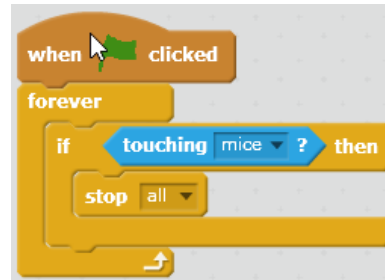 when clicked
forever
if touching mice ? then
stop all